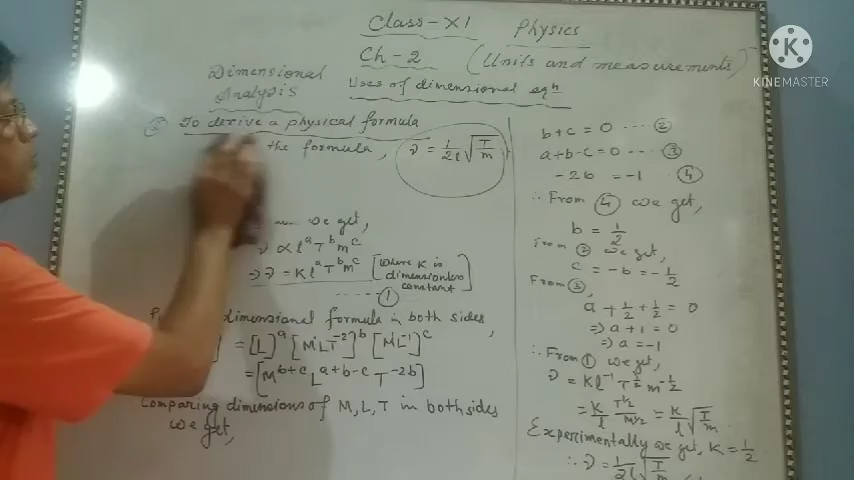 Class-XI Physics
Ch-2 (Units and measurements)
Dimensional Analysis
Uses of dimensional eqn
To derive a physical formula
the formula, ν = 1/2l √(T/m)
we get,
ν ∝ l^a T^b m^c
⇒ ν = K l^a T^b m^c [where K is dimensionless constant]
---- ①
dimensional formula in both sides,
] = [L]^a [MLT^-2]^b [ML^-1]^c
= [M^(b+c) L^(a+b-c) T^(-2b)]
Comparing dimensions of M, L, T in both sides
we get,
b+c = 0 ---- ②
a+b-c = 0 ---- ③
-2b = -1 ④
∴ From ④ we get,
b = 1/2
From ② we get,
c = -b = -1/2
From ③,
a + 1/2 + 1/2 = 0
⇒ a + 1 = 0
⇒ a = -1
∴ From ① we get,
ν = K l^-1 T^1/2 m^-1/2
= K/l T^1/2/m^1/2 = K/l √(T/m)
Experimentally we get, K = 1/2
∴ ν = 1/2l √(T/m)
KINEMASTER